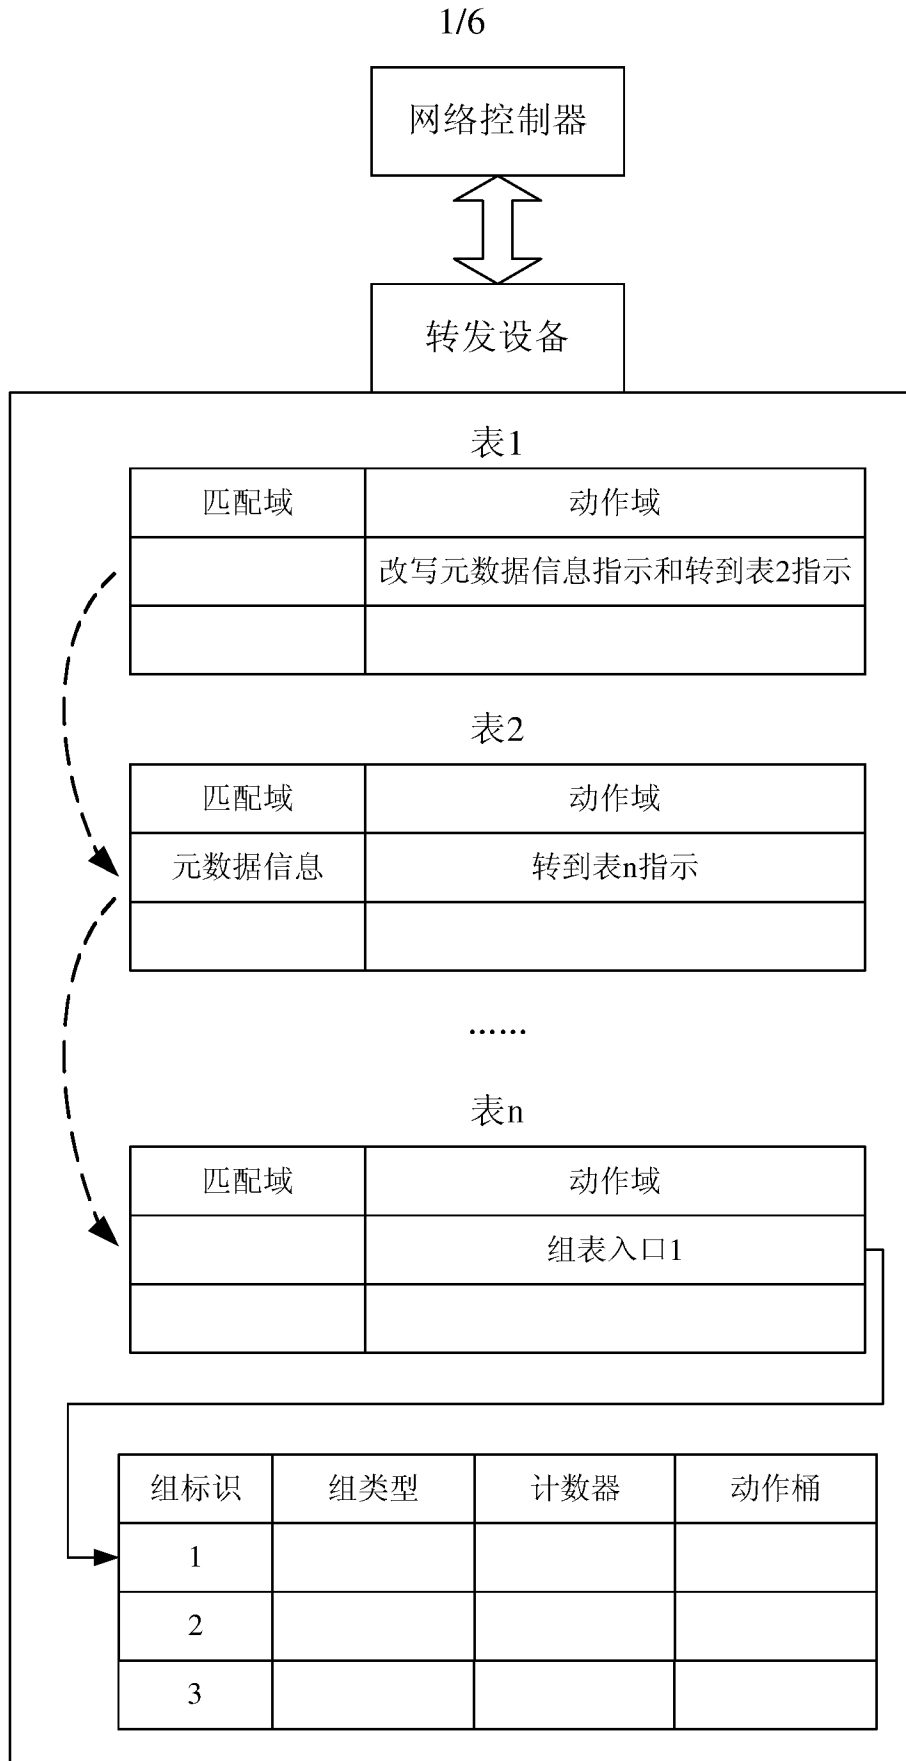 1/6
网络控制器
转发设备
表1
匹配域 动作域
改写元数据信息指示和转到表2指示
表2
匹配域 动作域
元数据信息 转到表n指示
……
表n
匹配域 动作域
组表入口1
组标识 组类型 计数器 动作桶
1
2
3